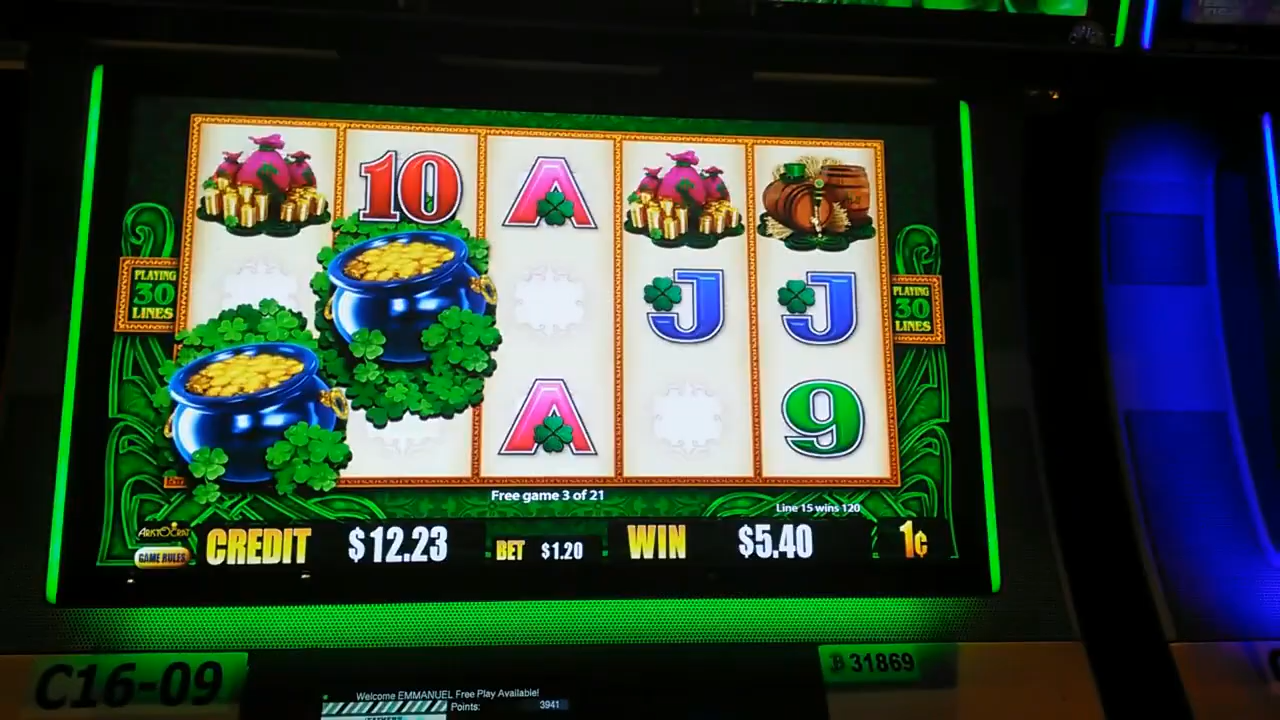 10 A
PLAYING 30 LINES
J J
PLAYING 30 LINES
A 9
Free game 3 of 21
Line 15 wins 120
ARISTOCRAT
GAME RULES
CREDIT $12.23
BET $1.20
WIN $5.40
1¢
C16-09
31869
Welcome EMMANUEL Free Play Available!
Points: 3941